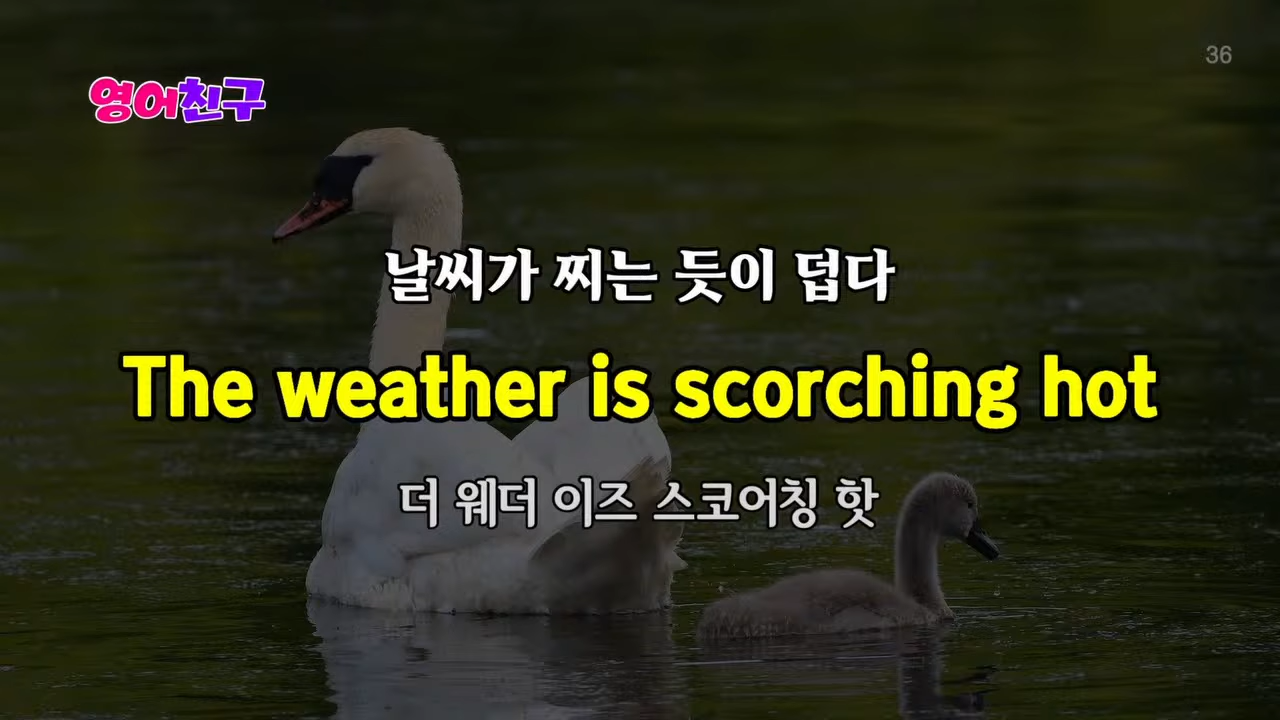 36
영어친구
날씨가 찌는 듯이 덥다
The weather is scorching hot
더 웨더 이즈 스코어칭 핫